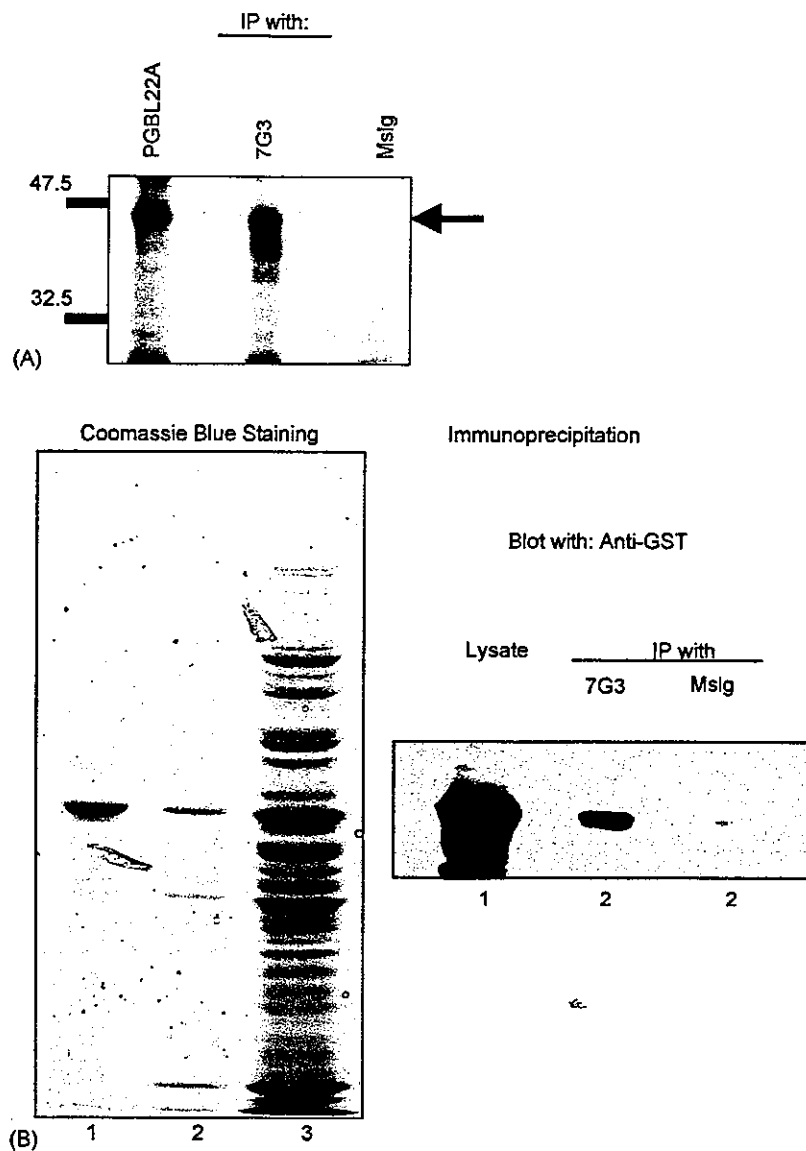 IP with:
PGBL22A
7G3
MsIg
47.5
32.5
(A)
Coomassie Blue Staining
Immunoprecipitation
Blot with: Anti-GST
Lysate
IP with
7G3
MsIg
1
2
2
(B)
1
2
3